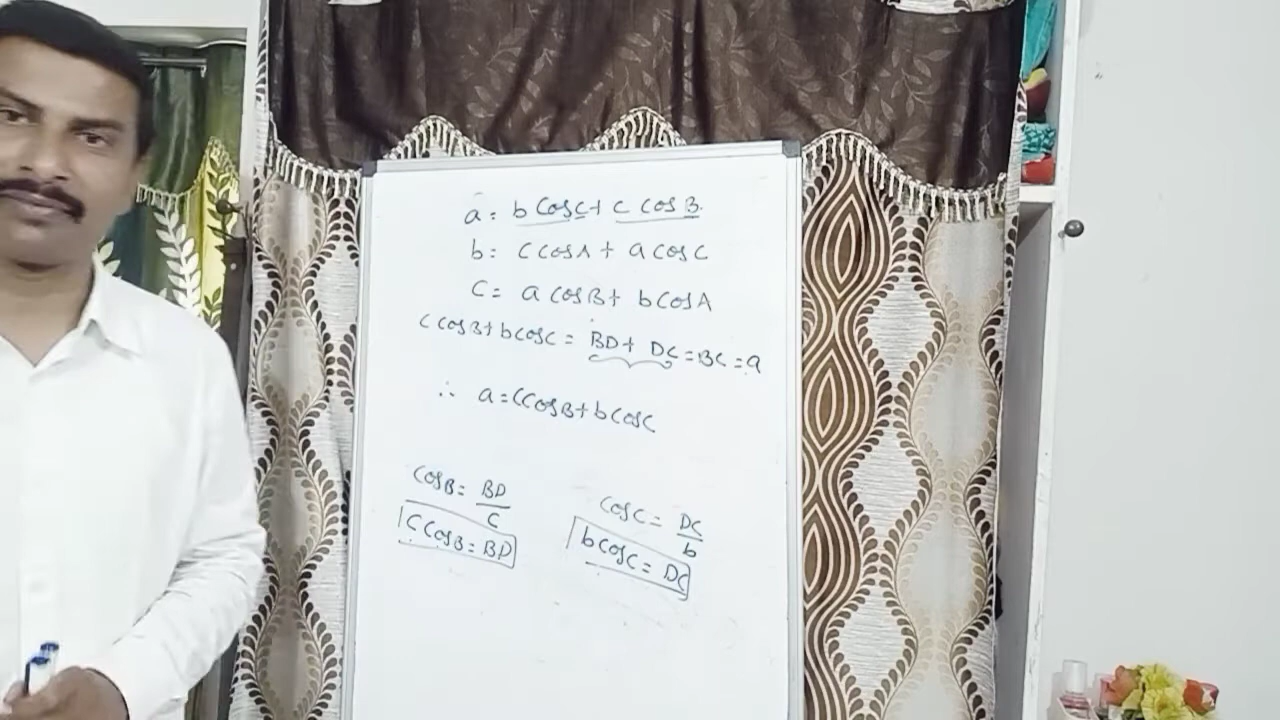 a = b cosC + c cosB.
b = c cosA + a cosC
c = a cosB + b cosA
c cosB + b cosC = BD + DC = BC = a
∴ a = c cosB + b cosC
cosB = BD/c
c cosB = BD
cosC = DC/b
b cosC = DC